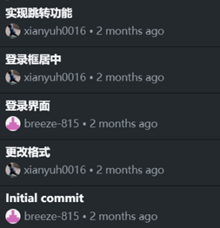 实现跳转功能
xianyuh0016 • 2 months ago
登录框居中
xianyuh0016 • 2 months ago
登录界面
breeze-815 • 2 months ago
更改格式
xianyuh0016 • 2 months ago
Initial commit
breeze-815 • 2 months ago